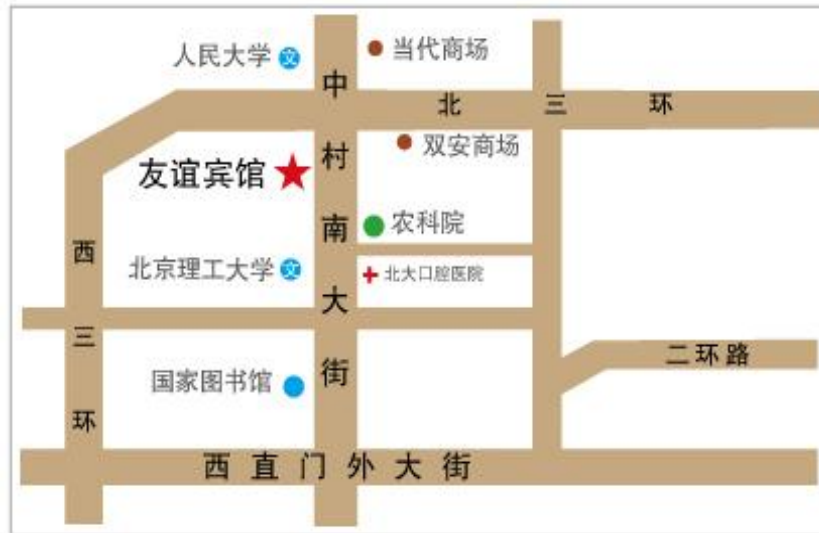 人民大学
文
当代商场
中村南大街
北三环
双安商场
友谊宾馆
农科院
西三环
北京理工大学
文
北大口腔医院
二环路
国家图书馆
西直门外大街